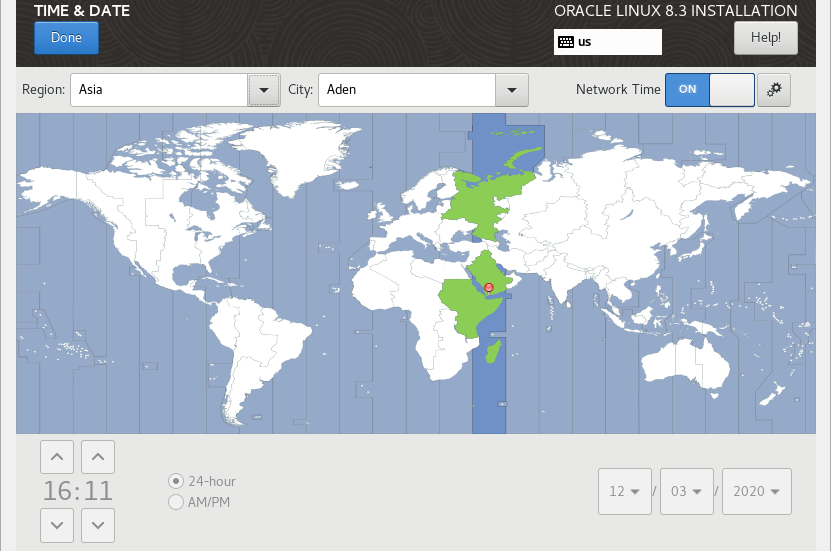 TIME & DATE
ORACLE LINUX 8.3 INSTALLATION
Done
us
Help!
Region: Asia City: Aden Network Time ON
16:11
24-hour
AM/PM
12 / 03 / 2020